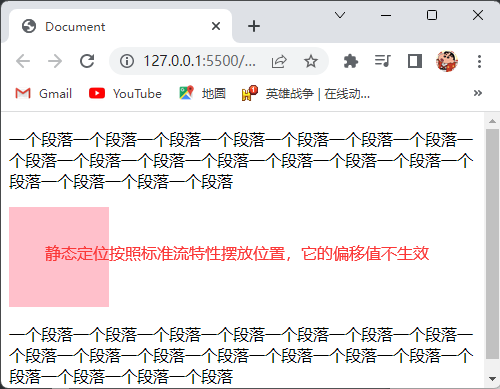 Document
127.0.0.1:5500/...
Gmail
YouTube
地图
英雄战争 | 在线动...
»
一个段落一个段落一个段落一个段落一个段落一个段落一个段落一
个段落一个段落一个段落一个段落一个段落一个段落一个段落一个
段落一个段落一个段落一个段落
静态定位按照标准流特性摆放位置，它的偏移值不生效
一个段落一个段落一个段落一个段落一个段落一个段落一个段落一
个段落一个段落一个段落一个段落一个段落一个段落一个段落一个
段落一个段落一个段落一个段落